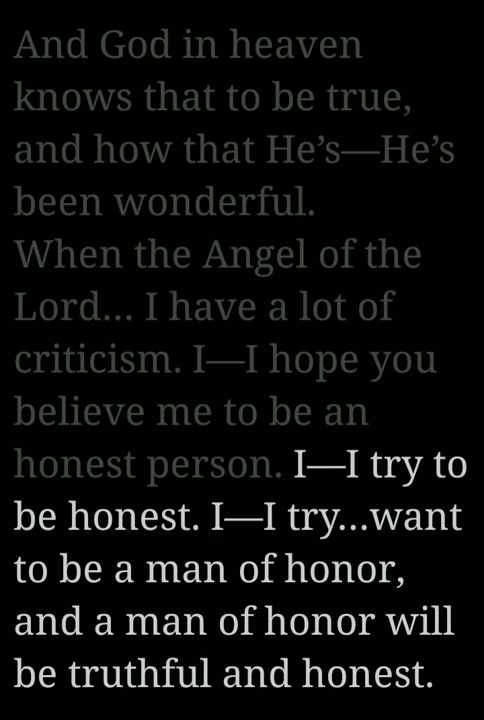 And God in heaven
knows that to be true,
and how that He’s—He’s
been wonderful.
When the Angel of the
Lord... I have a lot of
criticism. I—I hope you
believe me to be an
honest person. I—I try to
be honest. I—I try...want
to be a man of honor,
and a man of honor will
be truthful and honest.